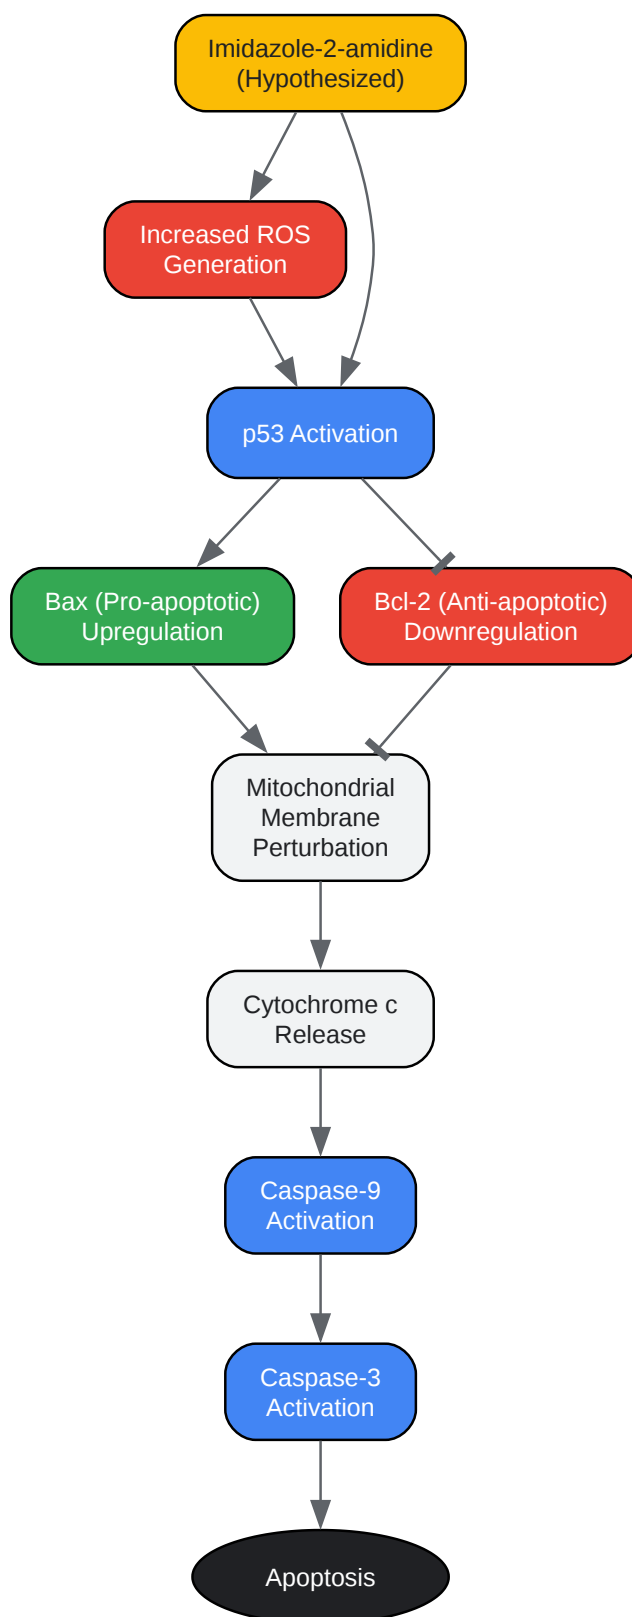 Imidazole-2-amidine
(Hypothesized)
Increased ROS
Generation
p53 Activation
Bax (Pro-apoptotic)
Upregulation
Bcl-2 (Anti-apoptotic)
Downregulation
Mitochondrial
Membrane
Perturbation
Cytochrome c
Release
Caspase-9
Activation
Caspase-3
Activation
Apoptosis